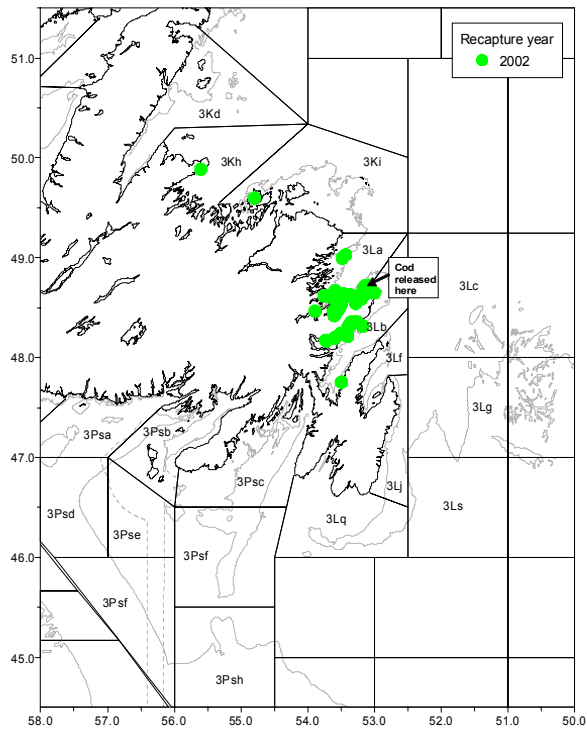 51.0
50.0
49.0
48.0
47.0
46.0
45.0
Recapture year
2002
3Kd
3Kh
3Ki
3La
Cod
released
here
3Lc
3Lb
3Lf
3Lg
3Psa
3Psb
3Psc
3Lj
3Ls
3Lq
3Psd
3Pse
3Psf
3Psf
3Psh
58.0 57.0 56.0 55.0 54.0 53.0 52.0 51.0 50.0